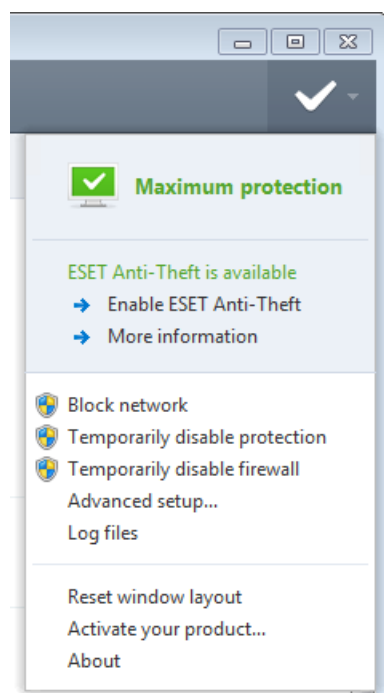 Maximum protection
ESET Anti-Theft is available
Enable ESET Anti-Theft
More information
Block network
Temporarily disable protection
Temporarily disable firewall
Advanced setup...
Log files
Reset window layout
Activate your product...
About